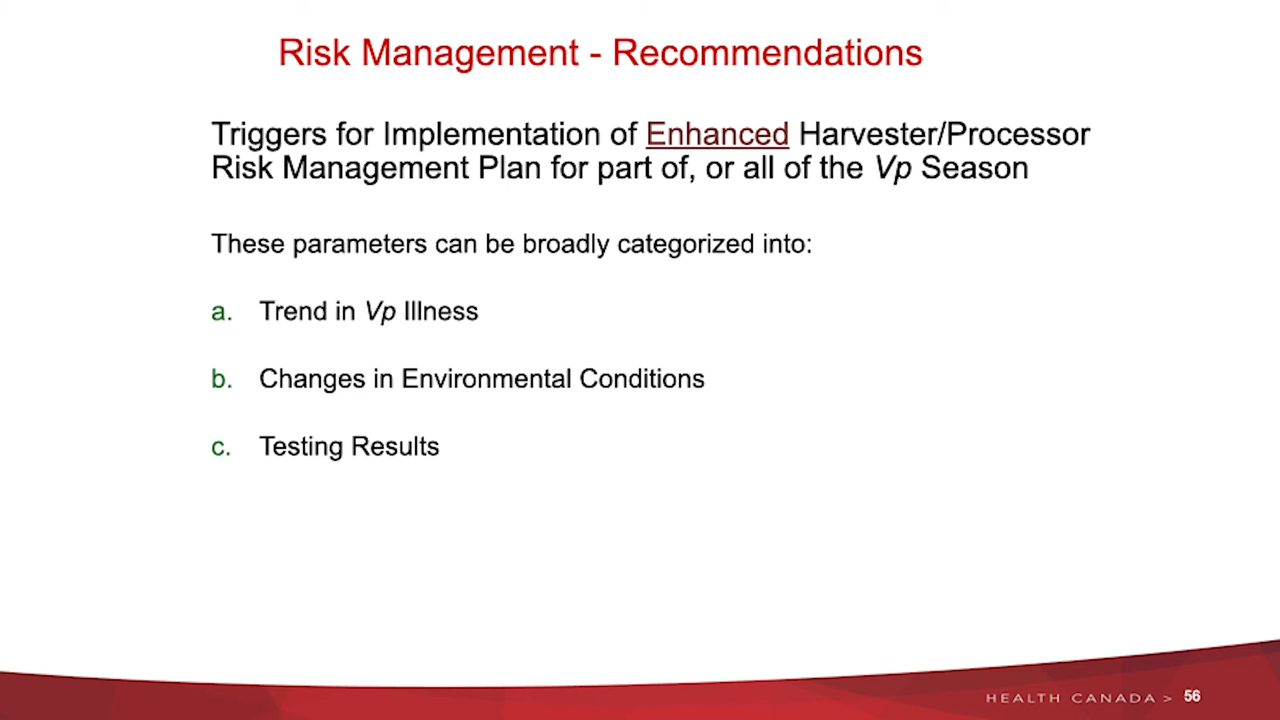 Risk Management - Recommendations
Triggers for Implementation of Enhanced Harvester/Processor
Risk Management Plan for part of, or all of the Vp Season
These parameters can be broadly categorized into:
a. Trend in Vp Illness
b. Changes in Environmental Conditions
c. Testing Results
HEALTH CANADA > 56